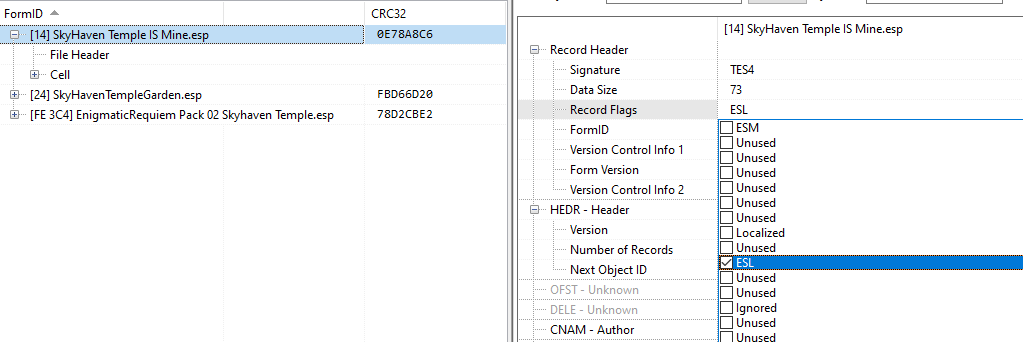 FormID CRC32
[14] SkyHaven Temple IS Mine.esp 0E78A8C6
File Header
Cell
[24] SkyHavenTempleGarden.esp FBD66D20
[FE 3C4] EnigmaticRequiem Pack 02 Skyhaven Temple.esp 78D2CBE2
[14] SkyHaven Temple IS Mine.esp
Record Header
Signature TES4
Data Size 73
Record Flags ESL
FormID
Version Control Info 1
Form Version
Version Control Info 2
HEDR - Header
Version
Number of Records
Next Object ID
OFST - Unknown
DELE - Unknown
CNAM - Author
ESM
Unused
Unused
Unused
Unused
Unused
Unused
Localized
Unused
ESL
Unused
Unused
Ignored
Unused
Unused